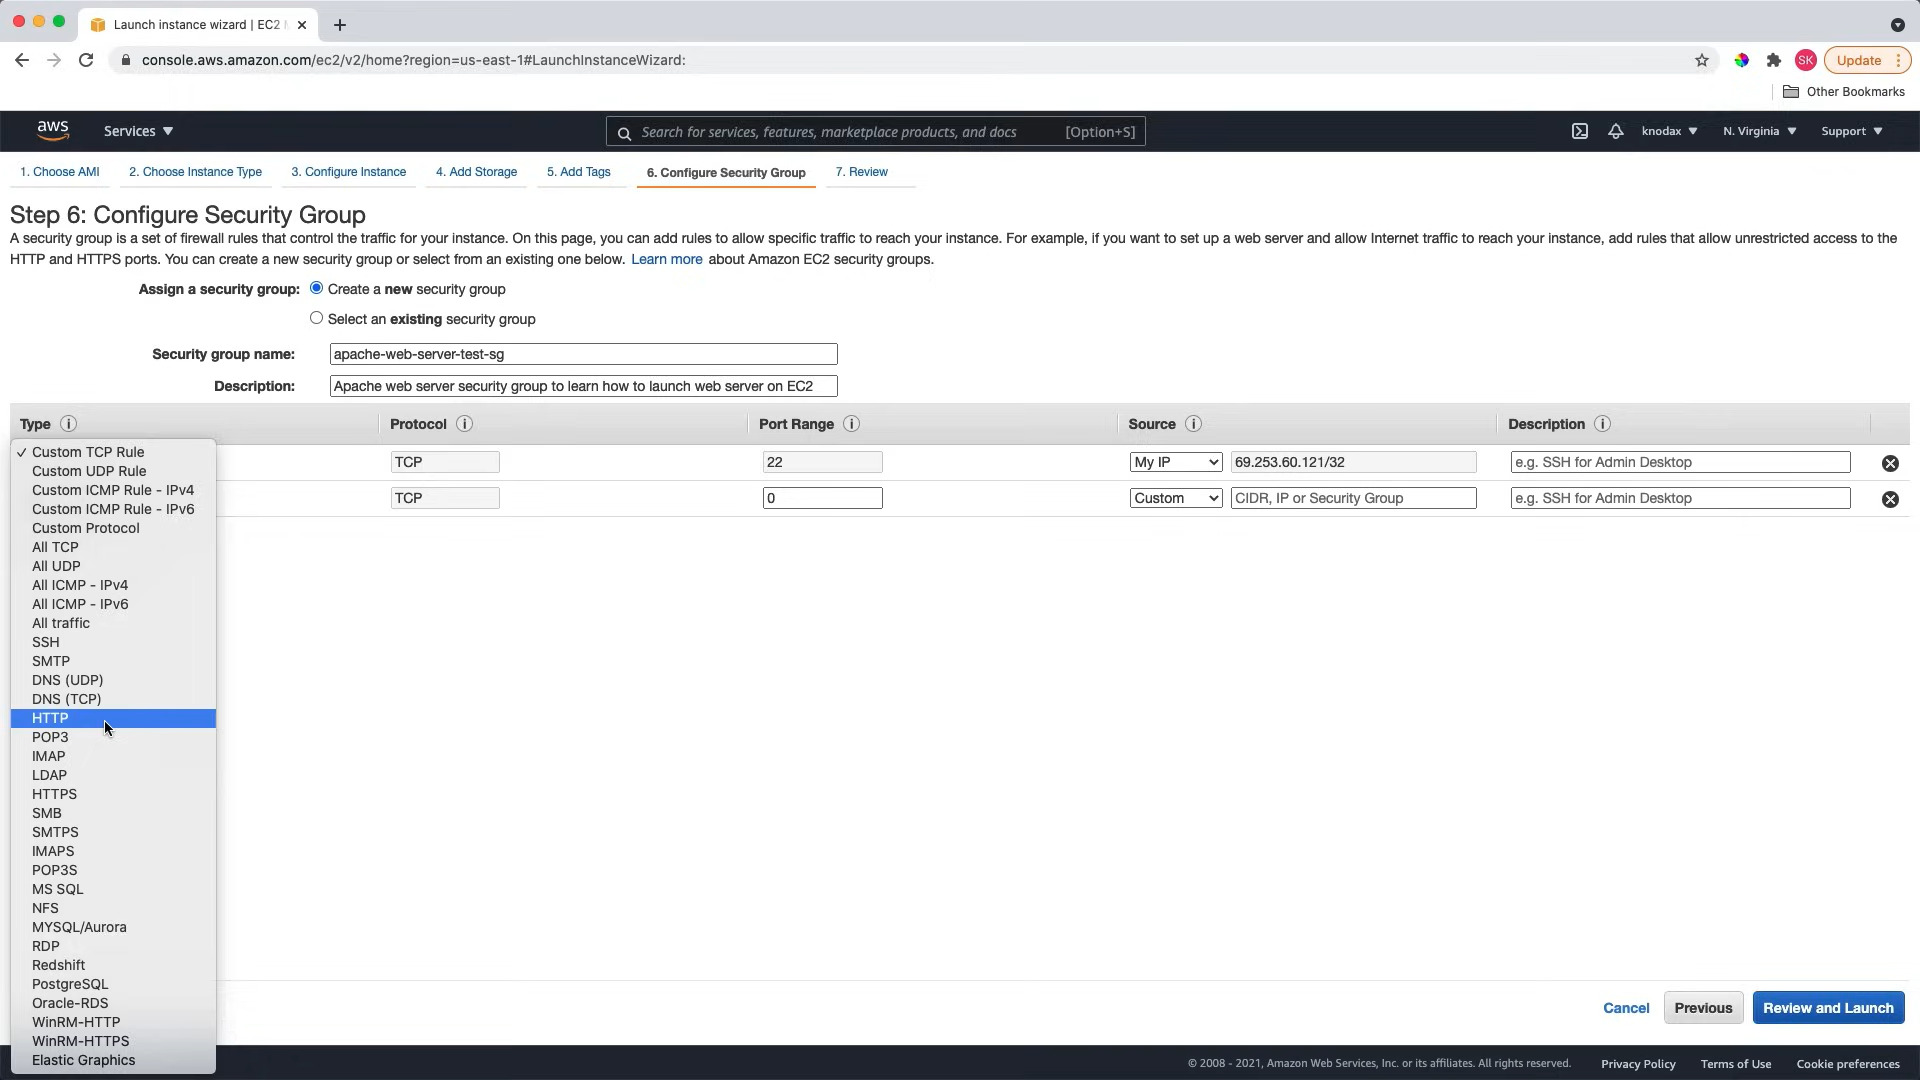 Launch instance wizard | EC2
console.aws.amazon.com/ec2/v2/home?region=us-east-1#LaunchInstanceWizard:
SK
Update
Other Bookmarks
aws
Services
Search for services, features, marketplace products, and docs [Option+S]
knodax
N. Virginia
Support
1. Choose AMI 2. Choose Instance Type 3. Configure Instance 4. Add Storage 5. Add Tags 6. Configure Security Group 7. Review
Step 6: Configure Security Group
A security group is a set of firewall rules that control the traffic for your instance. On this page, you can add rules to allow specific traffic to reach your instance. For example, if you want to set up a web server and allow Internet traffic to reach your instance, add rules that allow unrestricted access to the
HTTP and HTTPS ports. You can create a new security group or select from an existing one below. Learn more about Amazon EC2 security groups.
Assign a security group: Create a new security group
Select an existing security group
Security group name: apache-web-server-test-sg
Description: Apache web server security group to learn how to launch web server on EC2
Type Protocol Port Range Source Description
TCP 22 My IP 69.253.60.121/32 e.g. SSH for Admin Desktop
TCP 0 Custom CIDR, IP or Security Group e.g. SSH for Admin Desktop
✓ Custom TCP Rule
Custom UDP Rule
Custom ICMP Rule - IPv4
Custom ICMP Rule - IPv6
Custom Protocol
All TCP
All UDP
All ICMP - IPv4
All ICMP - IPv6
All traffic
SSH
SMTP
DNS (UDP)
DNS (TCP)
HTTP
POP3
IMAP
LDAP
HTTPS
SMB
SMTPS
IMAPS
POP3S
MS SQL
NFS
MYSQL/Aurora
RDP
Redshift
PostgreSQL
Oracle-RDS
WinRM-HTTP
WinRM-HTTPS
Elastic Graphics
Cancel Previous Review and Launch
© 2008 - 2021, Amazon Web Services, Inc. or its affiliates. All rights reserved. Privacy Policy Terms of Use Cookie preferences